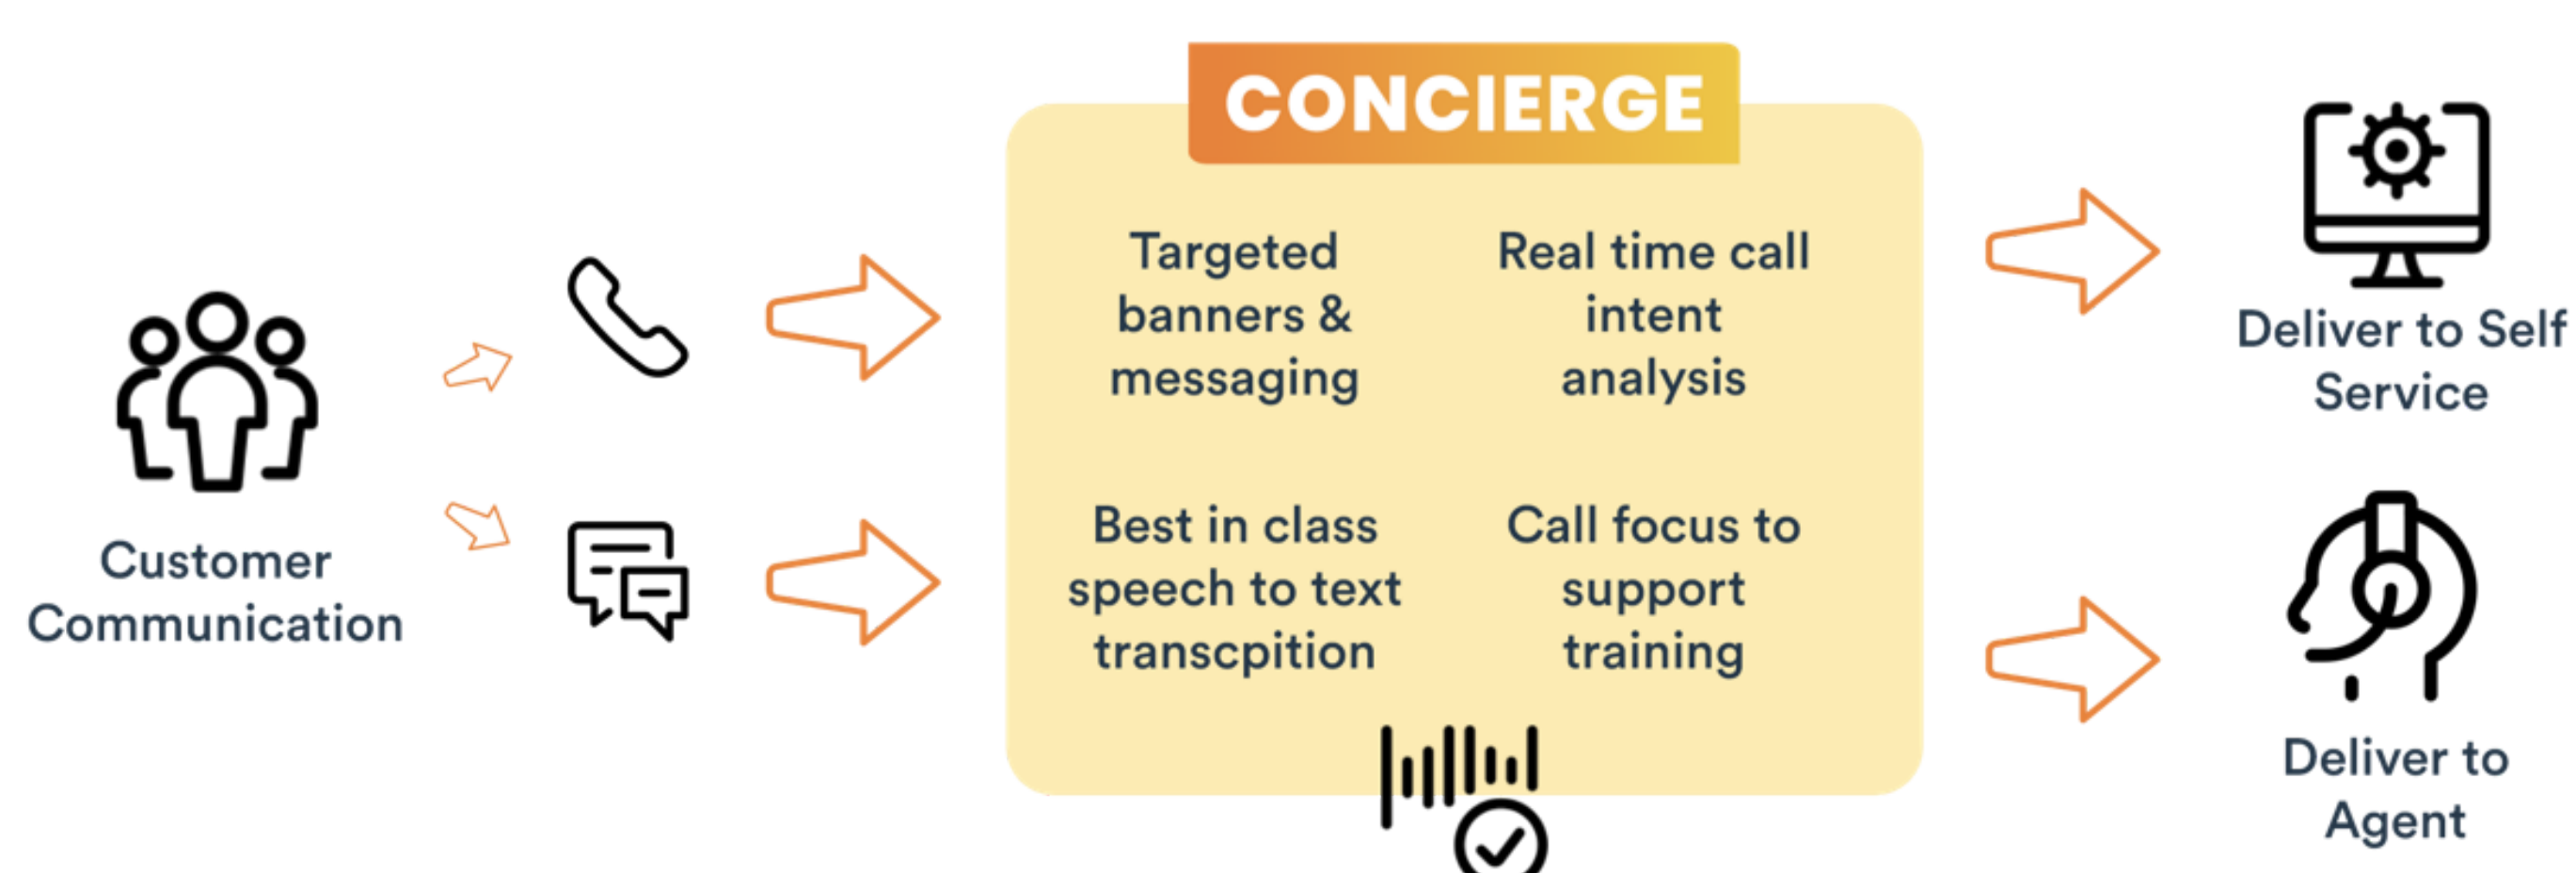 CONCIERGE
Customer
Communication
Targeted
banners &
messaging
Real time call
intent
analysis
Best in class
speech to text
transcpition
Call focus to
support
training
Deliver to Self
Service
Deliver to
Agent